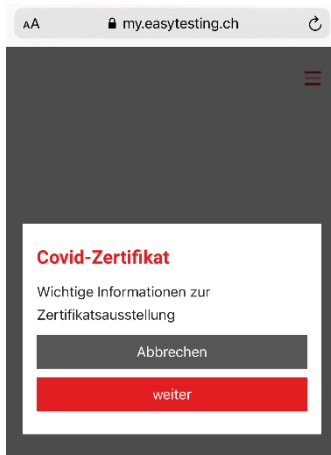 AA my.easytesting.ch
Covid-Zertifikat
Wichtige Informationen zur
Zertifikatsausstellung
Abbrechen
weiter